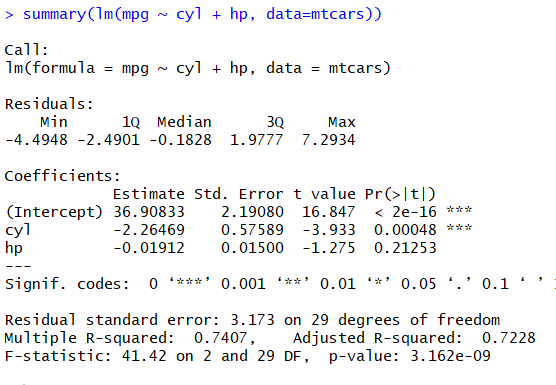 > summary(lm(mpg ~ cyl + hp, data=mtcars))
Call:
lm(formula = mpg ~ cyl + hp, data = mtcars)
Residuals:
    Min      1Q  Median      3Q     Max
-4.4948 -2.4901 -0.1828  1.9777  7.2934
Coefficients:
            Estimate Std. Error t value Pr(>|t|)
(Intercept) 36.90833    2.19080  16.847  < 2e-16 ***
cyl         -2.26469    0.57589  -3.933  0.00048 ***
hp          -0.01912    0.01500  -1.275  0.21253
---
Signif. codes:  0 ‘***’ 0.001 ‘**’ 0.01 ‘*’ 0.05 ‘.’ 0.1 ‘ ’
Residual standard error: 3.173 on 29 degrees of freedom
Multiple R-squared:  0.7407,    Adjusted R-squared:  0.7228
F-statistic: 41.42 on 2 and 29 DF,  p-value: 3.162e-09